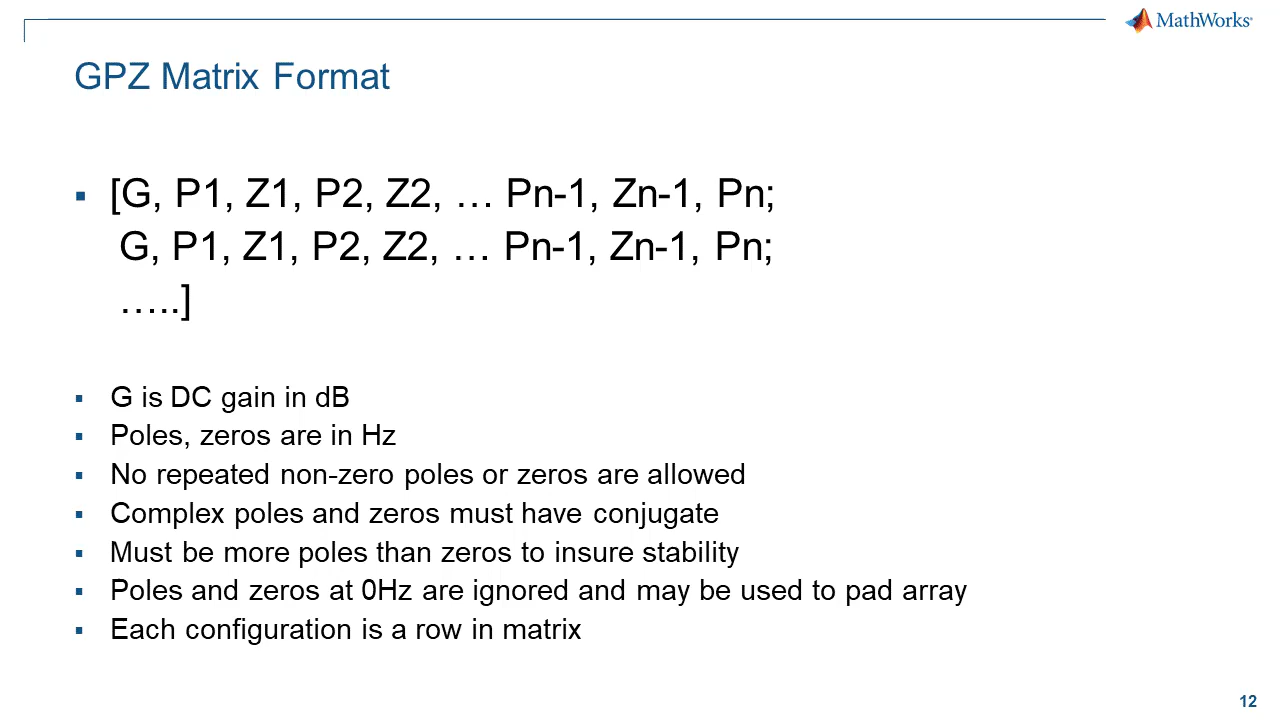 MathWorks
GPZ Matrix Format
▪ [G, P1, Z1, P2, Z2, … Pn-1, Zn-1, Pn;
G, P1, Z1, P2, Z2, … Pn-1, Zn-1, Pn;
…..]
▪ G is DC gain in dB
▪ Poles, zeros are in Hz
▪ No repeated non-zero poles or zeros are allowed
▪ Complex poles and zeros must have conjugate
▪ Must be more poles than zeros to insure stability
▪ Poles and zeros at 0Hz are ignored and may be used to pad array
▪ Each configuration is a row in matrix
12